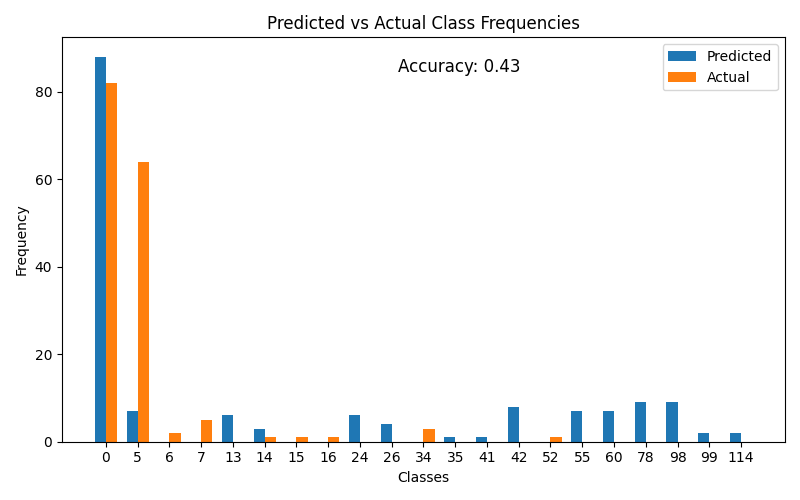 Predicted vs Actual Class Frequencies
Accuracy: 0.43
Predicted
Actual
Frequency
80
60
40
20
0
0 5 6 7 13 14 15 16 24 26 34 35 41 42 52 55 60 78 98 99 114
Classes